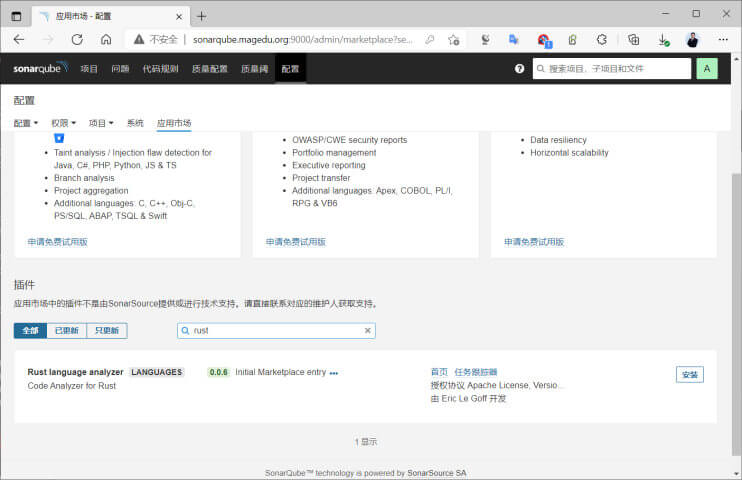 应用市场 - 配置
不安全 sonarqube.magedu.org:9000/admin/marketplace?se...
1
sonarqube 项目 问题 代码规则 质量配置 质量阈 配置 搜索项目、子项目和文件 A
配置
配置 权限 项目 系统 应用市场
Taint analysis / Injection flaw detection for
Java, C#, PHP, Python, JS & TS
Branch analysis
Project aggregation
Additional languages: C, C++, Obj-C,
PS/SQL, ABAP, TSQL & Swift
申请免费试用版
OWASP/CWE security reports
Portfolio management
Executive reporting
Project transfer
Additional languages: Apex, COBOL, PL/I,
RPG & VB6
申请免费试用版
Data resiliency
Horizontal scalability
申请免费试用版
插件
应用市场中的插件不是由SonarSource提供或进行技术支持。请直接联系对应的维护人获取支持。
全部 已更新 只更新 rust
Rust language analyzer LANGUAGES 0.0.6 Initial Marketplace entry 首页 任务跟踪器 安装
Code Analyzer for Rust 授权协议 Apache License, Versio...
由 Eric Le Goff 开发
1 显示
SonarQube™ technology is powered by SonarSource SA